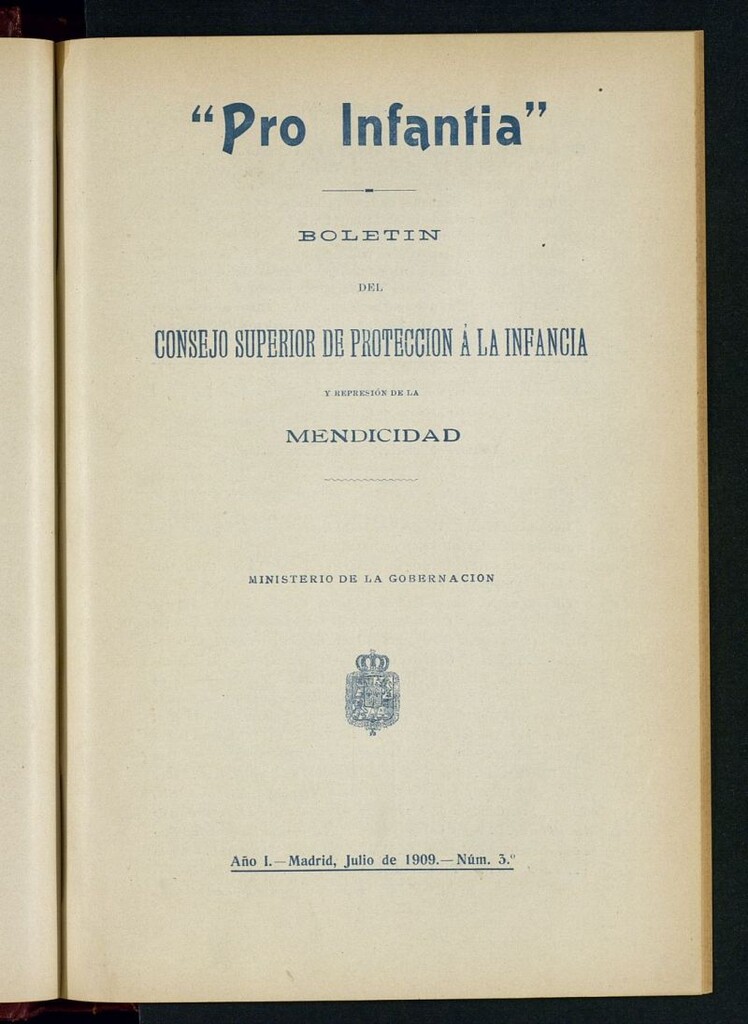 “Pro Infantia”
BOLETIN
DEL
CONSEJO SUPERIOR DE PROTECCION Á LA INFANCIA
Y REPRESIÓN DE LA
MENDICIDAD
MINISTERIO DE LA GOBERNACION
Año I.—Madrid, Julio de 1909.—Núm. 3.º